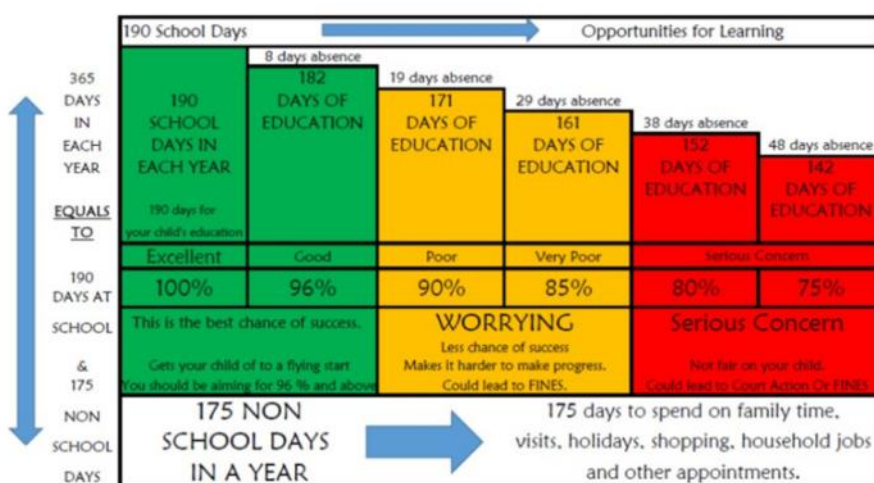 190 School Days
Opportunities for Learning
365
DAYS
IN
EACH
YEAR
EQUALS
TO
190
DAYS AT
SCHOOL
&
175
NON
SCHOOL
DAYS
190
SCHOOL
DAYS IN
EACH YEAR
190 days for
your child's education
8 days absence
182
DAYS OF
EDUCATION
19 days absence
171
DAYS OF
EDUCATION
29 days absence
161
DAYS OF
EDUCATION
38 days absence
152
DAYS OF
EDUCATION
48 days absence
142
DAYS OF
EDUCATION
Excellent
Good
Poor
Very Poor
Serious Concern
100%
96%
90%
85%
80%
75%
This is the best chance of success.
Gets your child of to a flying start
You should be aiming for 96 % and above
WORRYING
Less chance of success
Makes it harder to make progress.
Could lead to FINES.
Serious Concern
Not fair on your child.
Could lead to Court Action Or FINES
175 NON
SCHOOL DAYS
IN A YEAR
175 days to spend on family time,
visits, holidays, shopping, household jobs
and other appointments.